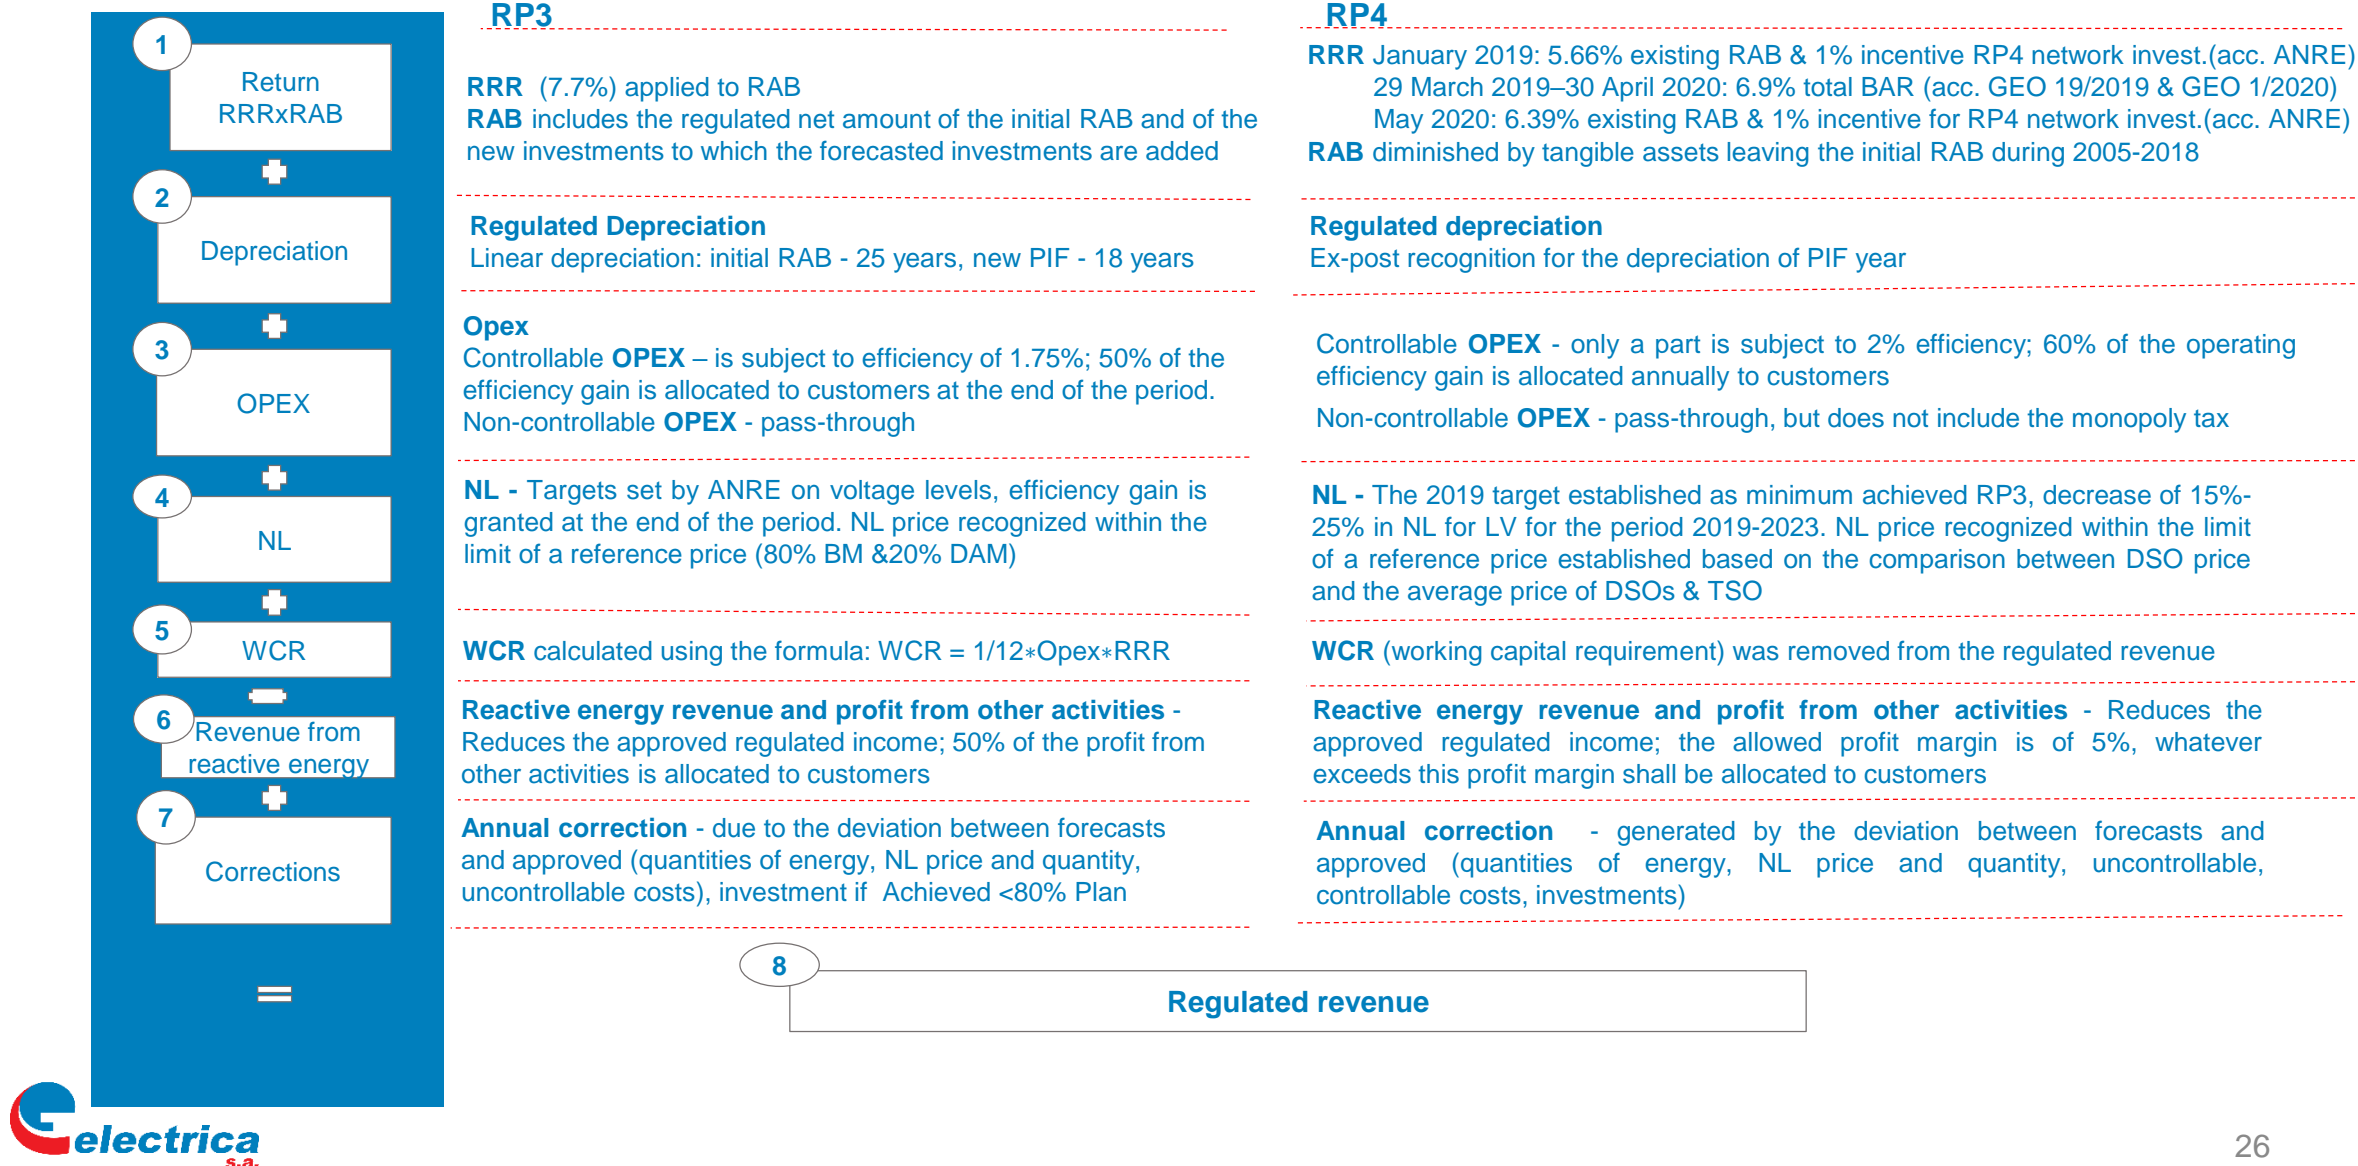 RP3
RP4
1
Return
RRRxRAB
RRR (7.7%) applied to RAB
RAB includes the regulated net amount of the initial RAB and of the
new investments to which the forecasted investments are added
RRR January 2019: 5.66% existing RAB & 1% incentive RP4 network invest.(acc. ANRE)
29 March 2019–30 April 2020: 6.9% total BAR (acc. GEO 19/2019 & GEO 1/2020)
May 2020: 6.39% existing RAB & 1% incentive for RP4 network invest.(acc. ANRE)
RAB diminished by tangible assets leaving the initial RAB during 2005-2018
2
Depreciation
Regulated Depreciation
Linear depreciation: initial RAB - 25 years, new PIF - 18 years
Regulated depreciation
Ex-post recognition for the depreciation of PIF year
3
OPEX
Opex
Controllable OPEX – is subject to efficiency of 1.75%; 50% of the
efficiency gain is allocated to customers at the end of the period.
Non-controllable OPEX - pass-through
Controllable OPEX - only a part is subject to 2% efficiency; 60% of the operating
efficiency gain is allocated annually to customers
Non-controllable OPEX - pass-through, but does not include the monopoly tax
4
NL
NL - Targets set by ANRE on voltage levels, efficiency gain is
granted at the end of the period. NL price recognized within the
limit of a reference price (80% BM &20% DAM)
NL - The 2019 target established as minimum achieved RP3, decrease of 15%-
25% in NL for LV for the period 2019-2023. NL price recognized within the limit
of a reference price established based on the comparison between DSO price
and the average price of DSOs & TSO
5
WCR
WCR calculated using the formula: WCR = 1/12*Opex*RRR
WCR (working capital requirement) was removed from the regulated revenue
6
Revenue from
reactive energy
Reactive energy revenue and profit from other activities -
Reduces the approved regulated income; 50% of the profit from
other activities is allocated to customers
Reactive energy revenue and profit from other activities - Reduces the
approved regulated income; the allowed profit margin is of 5%, whatever
exceeds this profit margin shall be allocated to customers
7
Corrections
Annual correction - due to the deviation between forecasts
and approved (quantities of energy, NL price and quantity,
uncontrollable costs), investment if Achieved <80% Plan
Annual correction - generated by the deviation between forecasts and
approved (quantities of energy, NL price and quantity, uncontrollable,
controllable costs, investments)
=
8
Regulated revenue
electrica
s.a.
26